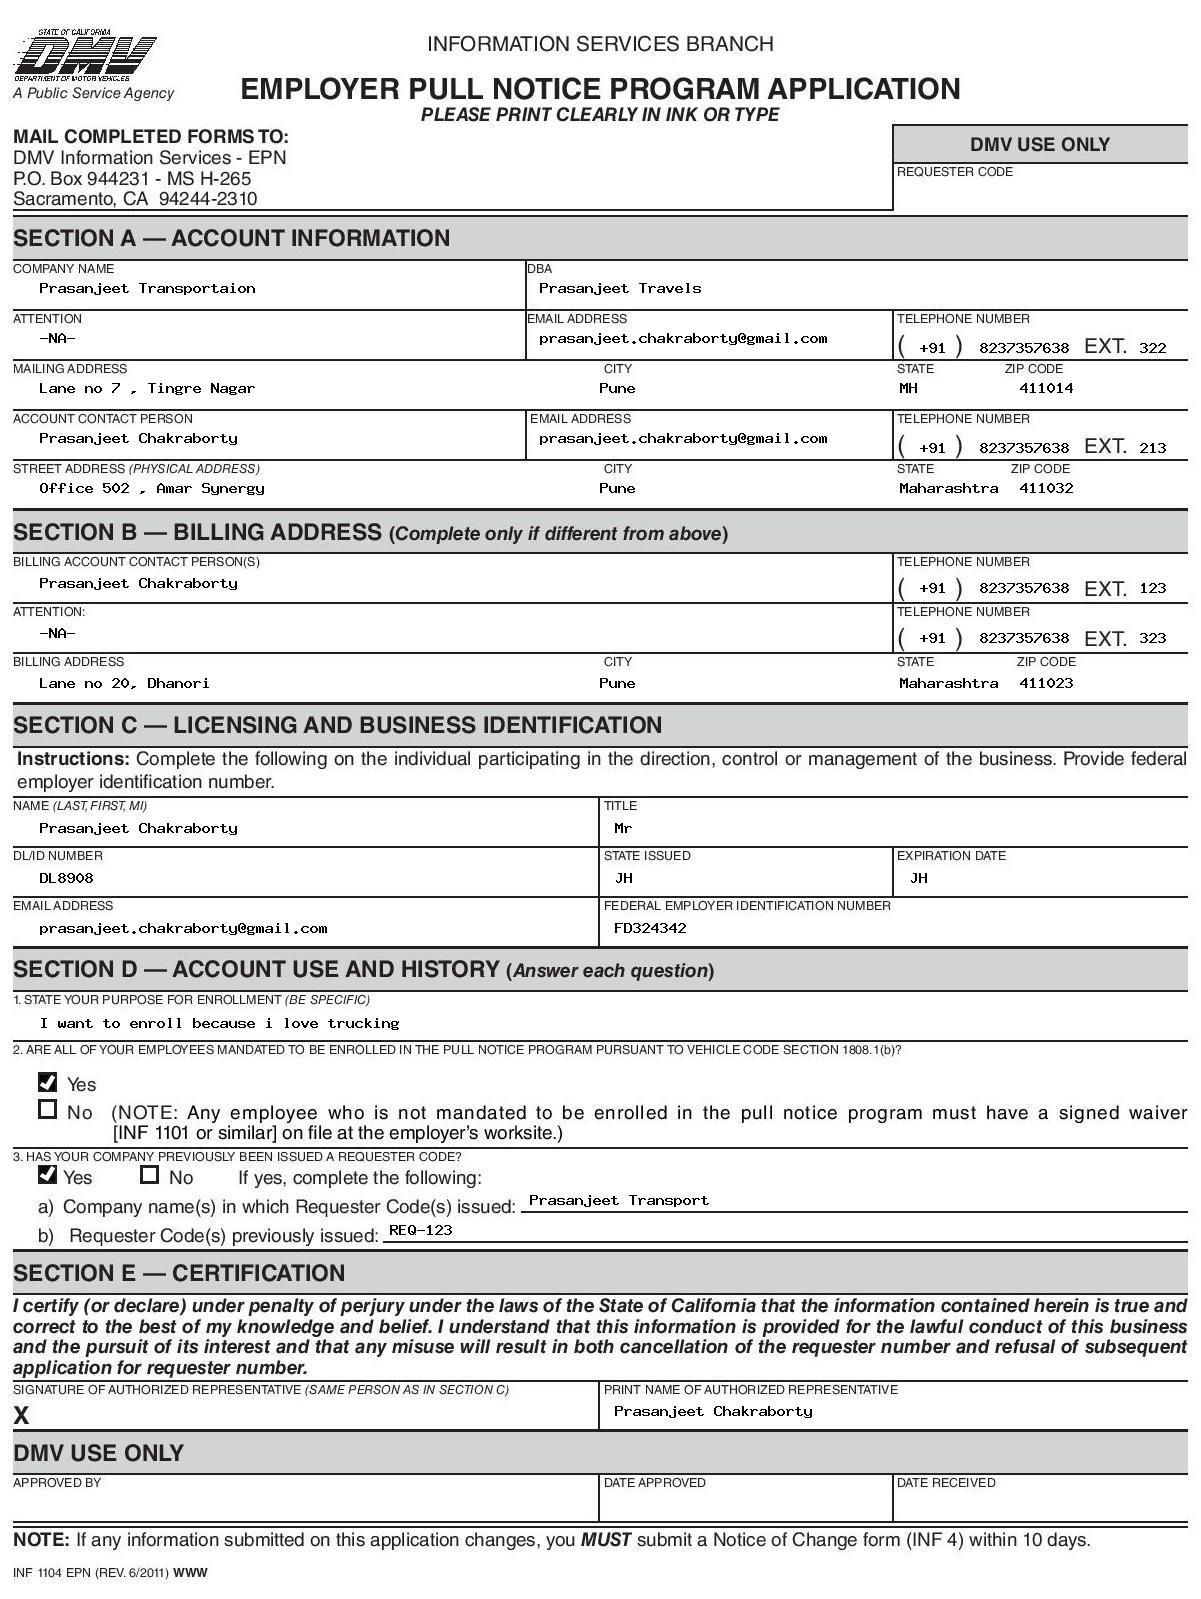 STATE OF CALIFORNIA
DMV
DEPARTMENT OF MOTOR VEHICLES
A Public Service Agency
INFORMATION SERVICES BRANCH
EMPLOYER PULL NOTICE PROGRAM APPLICATION
PLEASE PRINT CLEARLY IN INK OR TYPE
MAIL COMPLETED FORMS TO:
DMV Information Services - EPN
P.O. Box 944231 - MS H-265
Sacramento, CA 94244-2310
DMV USE ONLY
REQUESTER CODE
SECTION A — ACCOUNT INFORMATION
COMPANY NAME DBA
Prasanjeet Transportaion Prasanjeet Travels
ATTENTION EMAIL ADDRESS TELEPHONE NUMBER
-NA- prasanjeet.chakraborty@gmail.com ( +91 ) 8237357638 EXT. 322
MAILING ADDRESS CITY STATE ZIP CODE
Lane no 7 , Tingre Nagar Pune MH 411014
ACCOUNT CONTACT PERSON EMAIL ADDRESS TELEPHONE NUMBER
Prasanjeet Chakraborty prasanjeet.chakraborty@gmail.com ( +91 ) 8237357638 EXT. 213
STREET ADDRESS (PHYSICAL ADDRESS) CITY STATE ZIP CODE
Office 502 , Amar Synergy Pune Maharashtra 411032
SECTION B — BILLING ADDRESS (Complete only if different from above)
BILLING ACCOUNT CONTACT PERSON(S) TELEPHONE NUMBER
Prasanjeet Chakraborty ( +91 ) 8237357638 EXT. 123
ATTENTION: TELEPHONE NUMBER
-NA- ( +91 ) 8237357638 EXT. 323
BILLING ADDRESS CITY STATE ZIP CODE
Lane no 20, Dhanori Pune Maharashtra 411023
SECTION C — LICENSING AND BUSINESS IDENTIFICATION
Instructions: Complete the following on the individual participating in the direction, control or management of the business. Provide federal
employer identification number.
NAME (LAST, FIRST, MI) TITLE
Prasanjeet Chakraborty Mr
DL/ID NUMBER STATE ISSUED EXPIRATION DATE
DL8908 JH JH
EMAIL ADDRESS FEDERAL EMPLOYER IDENTIFICATION NUMBER
prasanjeet.chakraborty@gmail.com FD324342
SECTION D — ACCOUNT USE AND HISTORY (Answer each question)
1. STATE YOUR PURPOSE FOR ENROLLMENT (BE SPECIFIC)
I want to enroll because i love trucking
2. ARE ALL OF YOUR EMPLOYEES MANDATED TO BE ENROLLED IN THE PULL NOTICE PROGRAM PURSUANT TO VEHICLE CODE SECTION 1808.1(b)?
Yes
No (NOTE: Any employee who is not mandated to be enrolled in the pull notice program must have a signed waiver
[INF 1101 or similar] on file at the employer's worksite.)
3. HAS YOUR COMPANY PREVIOUSLY BEEN ISSUED A REQUESTER CODE?
Yes No If yes, complete the following:
a) Company name(s) in which Requester Code(s) issued: Prasanjeet Transport
b) Requester Code(s) previously issued: REQ-123
SECTION E — CERTIFICATION
I certify (or declare) under penalty of perjury under the laws of the State of California that the information contained herein is true and
correct to the best of my knowledge and belief. I understand that this information is provided for the lawful conduct of this business
and the pursuit of its interest and that any misuse will result in both cancellation of the requester number and refusal of subsequent
application for requester number.
SIGNATURE OF AUTHORIZED REPRESENTATIVE (SAME PERSON AS IN SECTION C) PRINT NAME OF AUTHORIZED REPRESENTATIVE
X Prasanjeet Chakraborty
DMV USE ONLY
APPROVED BY DATE APPROVED DATE RECEIVED
NOTE: If any information submitted on this application changes, you MUST submit a Notice of Change form (INF 4) within 10 days.
INF 1104 EPN (REV. 6/2011) WWW